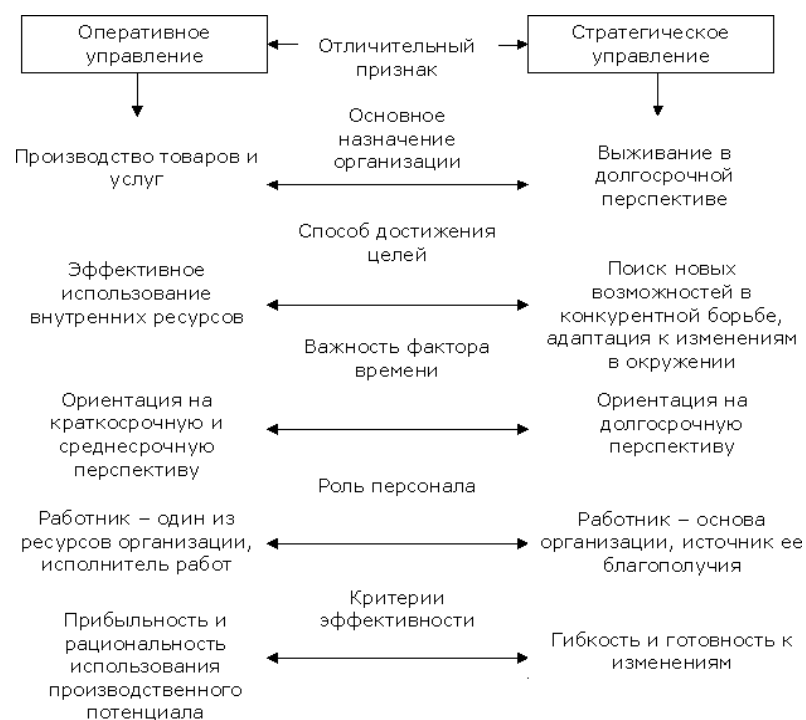 Оперативное
управление
Отличительный
признак
Стратегическое
управление
Основное
назначение
организации
Производство товаров и
услуг
Выживание в
долгосрочной
перспективе
Способ достижения
целей
Эффективное
использование
внутренних ресурсов
Поиск новых
возможностей в
конкурентной борьбе,
адаптация к изменениям
в окружении
Важность фактора
времени
Ориентация на
краткосрочную и
среднесрочную
перспективу
Ориентация на
долгосрочную
перспективу
Роль персонала
Работник – один из
ресурсов организации,
исполнитель работ
Работник – основа
организации, источник ее
благополучия
Критерии
эффективности
Прибыльность и
рациональность
использования
производственного
потенциала
Гибкость и готовность к
изменениям